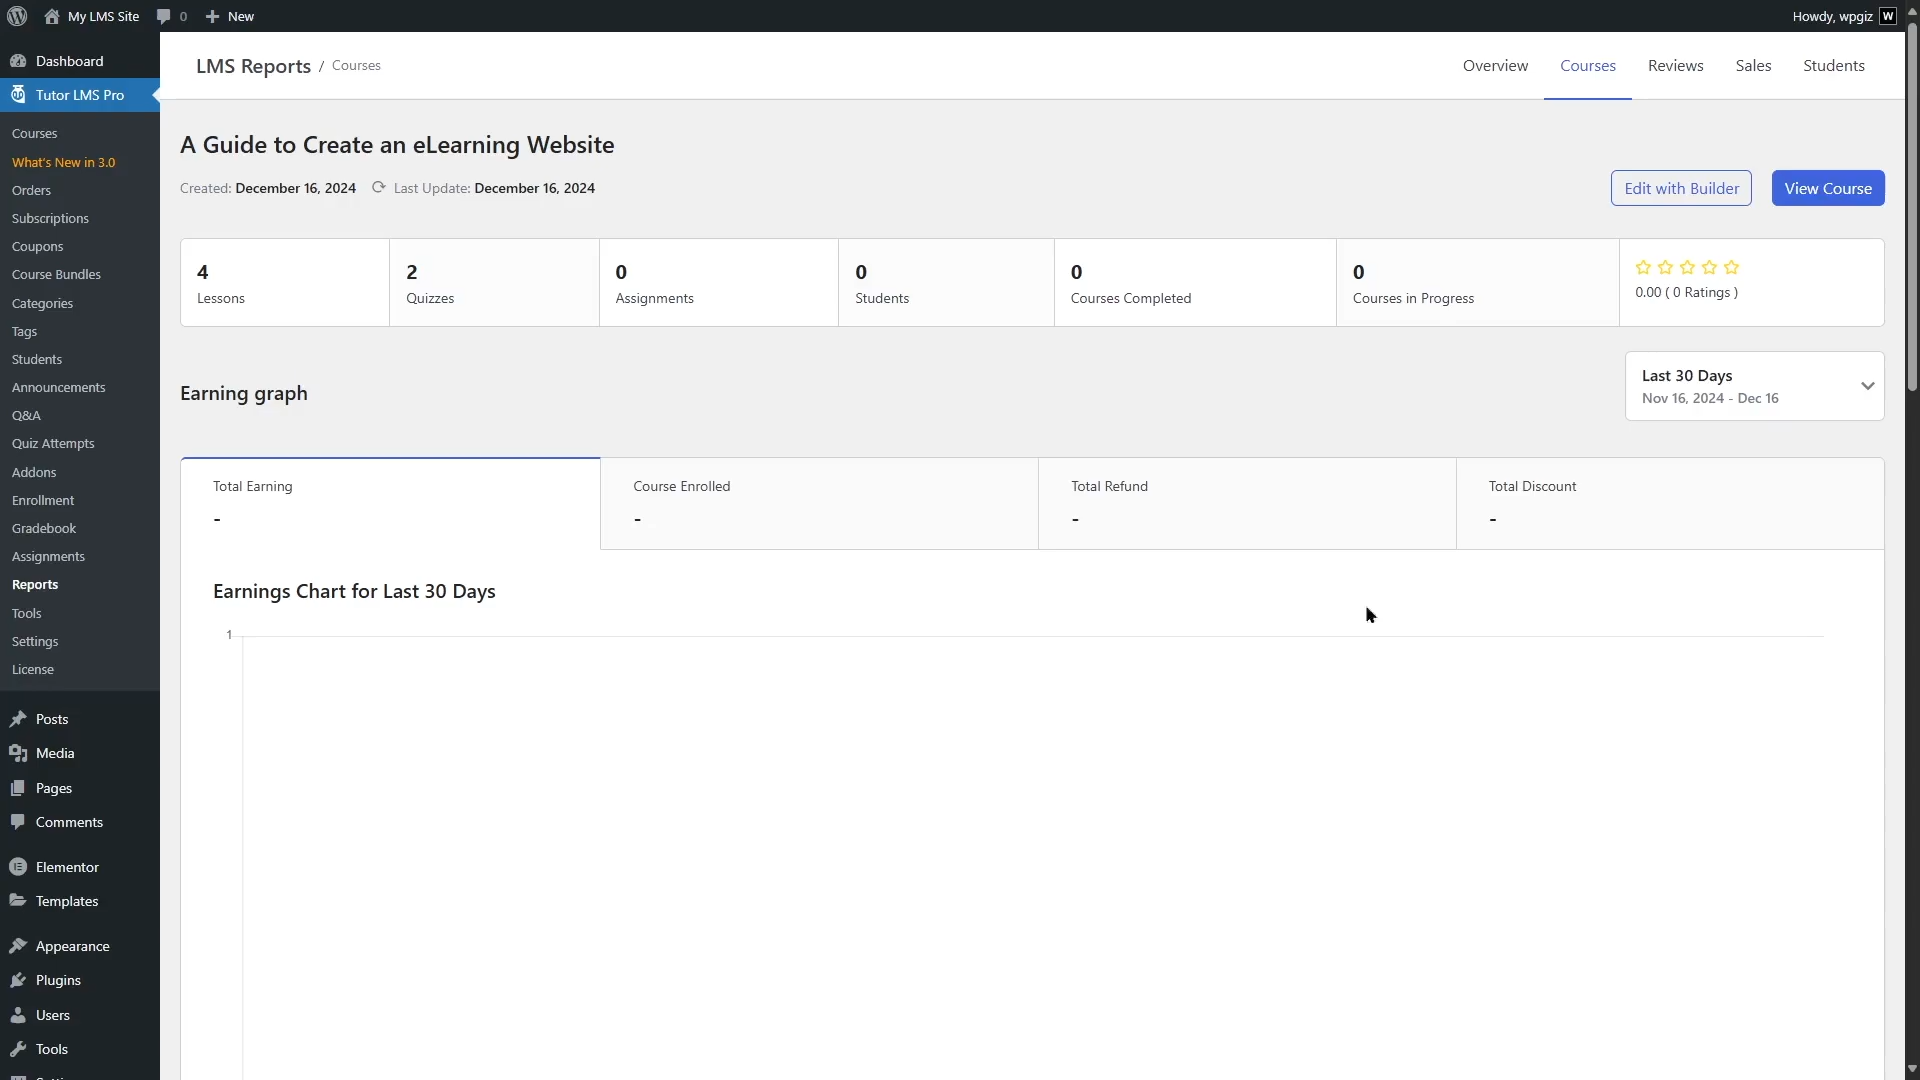 My LMS Site
0
New
Howdy, wpgiz
W
Dashboard
Tutor LMS Pro
Courses
What's New in 3.0
Orders
Subscriptions
Coupons
Course Bundles
Categories
Tags
Students
Announcements
Q&A
Quiz Attempts
Addons
Enrollment
Gradebook
Assignments
Reports
Tools
Settings
License
Posts
Media
Pages
Comments
Elementor
Templates
Appearance
Plugins
Users
Tools
LMS Reports / Courses
Overview
Courses
Reviews
Sales
Students
A Guide to Create an eLearning Website
Created: December 16, 2024 Last Update: December 16, 2024
Edit with Builder
View Course
4
Lessons
2
Quizzes
0
Assignments
0
Students
0
Courses Completed
0
Courses in Progress
0.00 ( 0 Ratings )
Earning graph
Last 30 Days
Nov 16, 2024 - Dec 16
Total Earning
-
Course Enrolled
-
Total Refund
-
Total Discount
-
Earnings Chart for Last 30 Days
1